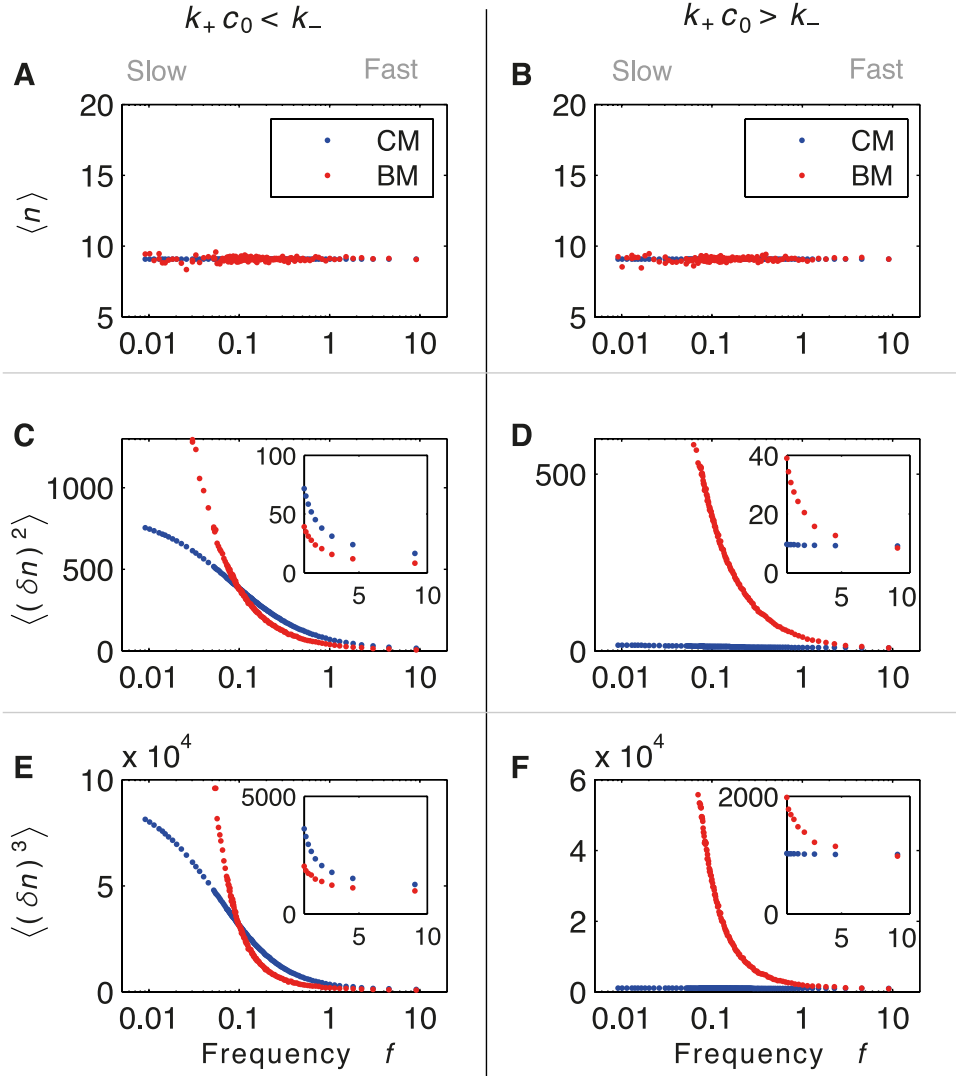 k₊ c₀ < k₋
k₊ c₀ > k₋
A
Slow
Fast
20
15
10
5
⟨n⟩
CM
BM
0.01
0.1
1
10
B
Slow
Fast
20
15
10
5
CM
BM
0.01
0.1
1
10
C
1000
500
0
⟨(δn)²⟩
100
50
0
5
10
0.01
0.1
1
10
D
500
0
40
20
0
5
10
0.01
0.1
1
10
E
x 10⁴
10
5
0
⟨(δn)³⟩
5000
0
5
10
0.01
0.1
1
10
Frequency f
F
x 10⁴
6
4
2
0
2000
0
5
10
0.01
0.1
1
10
Frequency f